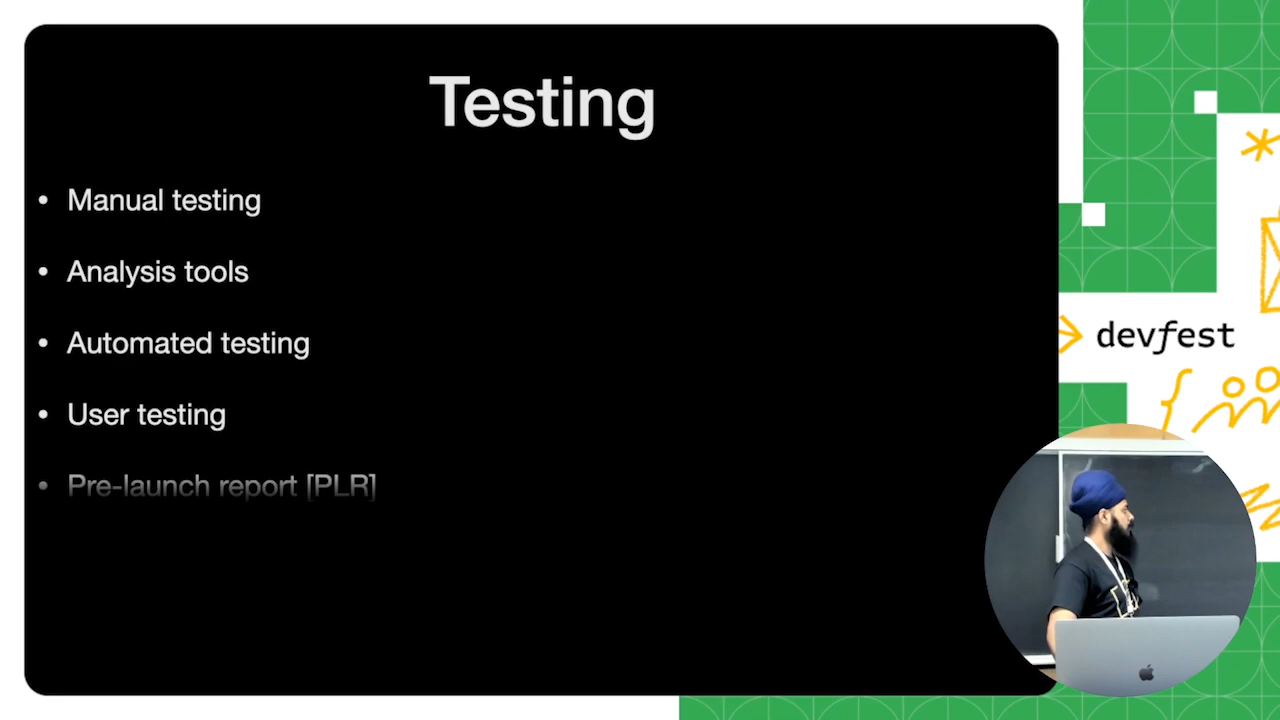 Testing
• Manual testing
• Analysis tools
• Automated testing
• User testing
• Pre-launch report [PLR]
devfest